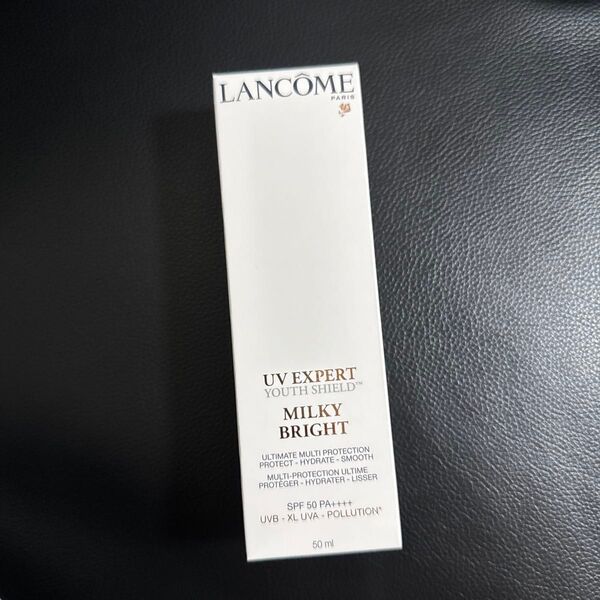 LANCÔME
PARIS
UV EXPERT
YOUTH SHIELD™
MILKY
BRIGHT
ULTIMATE MULTI PROTECTION
PROTECT - HYDRATE - SMOOTH
MULTI-PROTECTION ULTIME
PROTÉGER - HYDRATER - LISSER
SPF 50 PA++++
UVB - XL UVA - POLLUTION*
50 ml